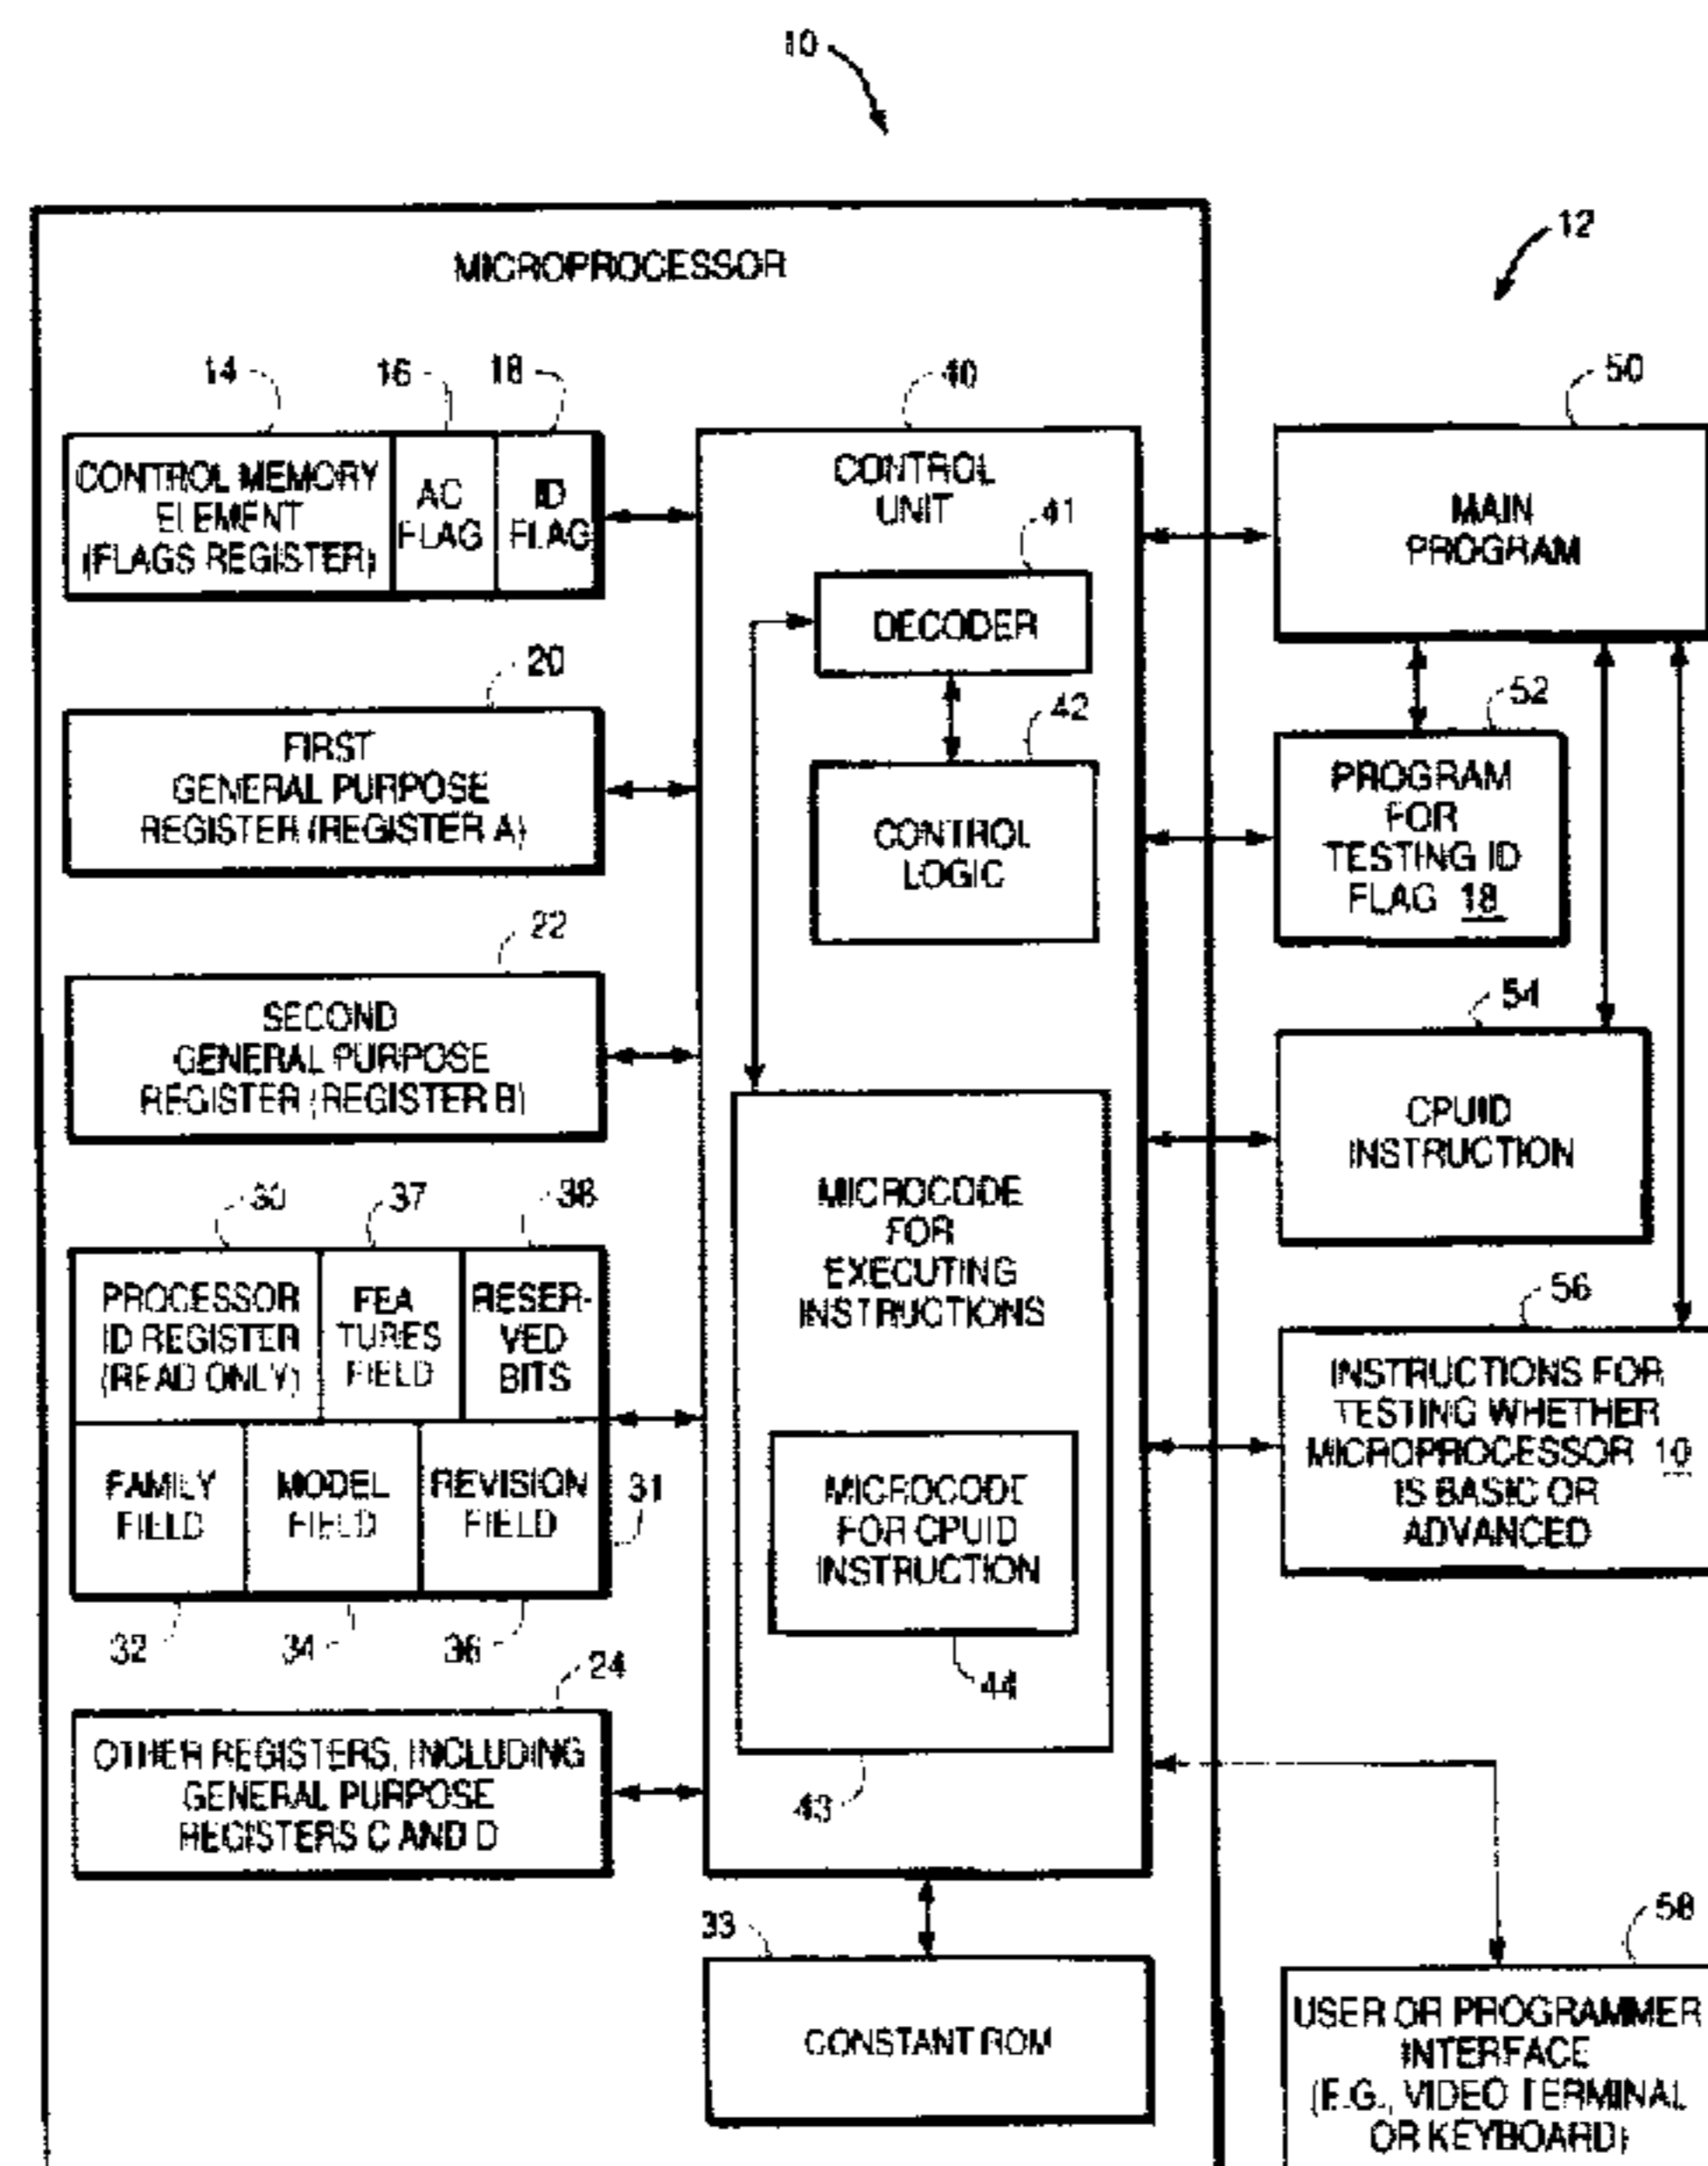 10
12
MICROPROCESSOR
14
16
18
40
50
CONTROL MEMORY
ELEMENT
(FLAGS REGISTER)
AC
FLAG
ID
FLAG
CONTROL
UNIT
41
MAIN
PROGRAM
DECODER
20
FIRST
GENERAL PURPOSE
REGISTER (REGISTER A)
42
CONTROL
LOGIC
52
PROGRAM
FOR
TESTING ID
FLAG 18
22
SECOND
GENERAL PURPOSE
REGISTER (REGISTER B)
54
CPUID
INSTRUCTION
30
37
38
PROCESSOR
ID REGISTER
(READ ONLY)
FEA
TURES
FIELD
RESER-
VED
BITS
FAMILY
FIELD
MODEL
FIELD
REVISION
FIELD
31
32
34
36
MICROCODE
FOR
EXECUTING
INSTRUCTIONS
MICROCODE
FOR CPUID
INSTRUCTION
44
43
56
INSTRUCTIONS FOR
TESTING WHETHER
MICROPROCESSOR 10
IS BASIC OR
ADVANCED
24
OTHER REGISTERS, INCLUDING
GENERAL PURPOSE
REGISTERS C AND D
33
CONSTANT ROM
58
USER OR PROGRAMMER
INTERFACE
(E.G., VIDEO TERMINAL
OR KEYBOARD)